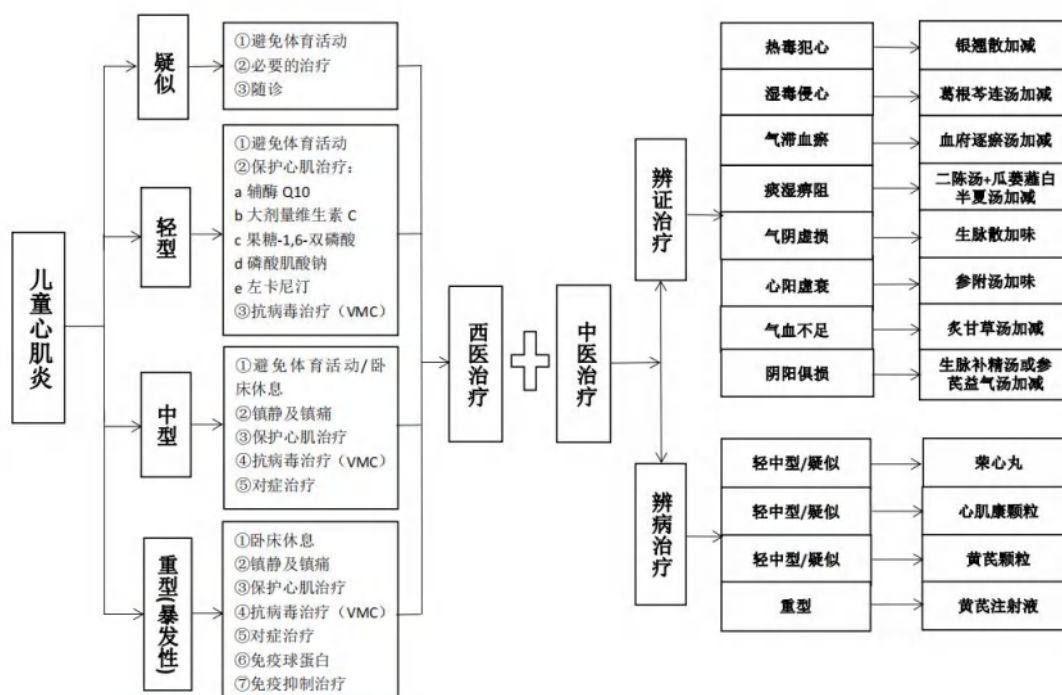 儿童心肌炎
疑似
①避免体育活动
②必要的治疗
③随诊
轻型
①避免体育活动
②保护心肌治疗：
a 辅酶 Q10
b 大剂量维生素 C
c 果糖-1,6-双磷酸
d 磷酸肌酸钠
e 左卡尼汀
③抗病毒治疗（VMC）
中型
①避免体育活动/卧
床休息
②镇静及镇痛
③保护心肌治疗
④抗病毒治疗（VMC）
⑤对症治疗
重型(暴发性)
①卧床休息
②镇静及镇痛
③保护心肌治疗
④抗病毒治疗（VMC）
⑤对症治疗
⑥免疫球蛋白
⑦免疫抑制治疗
西医治疗
中医治疗
辨证治疗
热毒犯心
银翘散加减
湿毒侵心
葛根芩连汤加减
气滞血瘀
血府逐瘀汤加减
痰湿痹阻
二陈汤+瓜蒌薤白
半夏汤加减
气阴虚损
生脉散加味
心阳虚衰
参附汤加味
气血不足
炙甘草汤加减
阴阳俱损
生脉补精汤或参
芪益气汤加减
辨病治疗
轻中型/疑似
荣心丸
轻中型/疑似
心肌康颗粒
轻中型/疑似
黄芪颗粒
重型
黄芪注射液